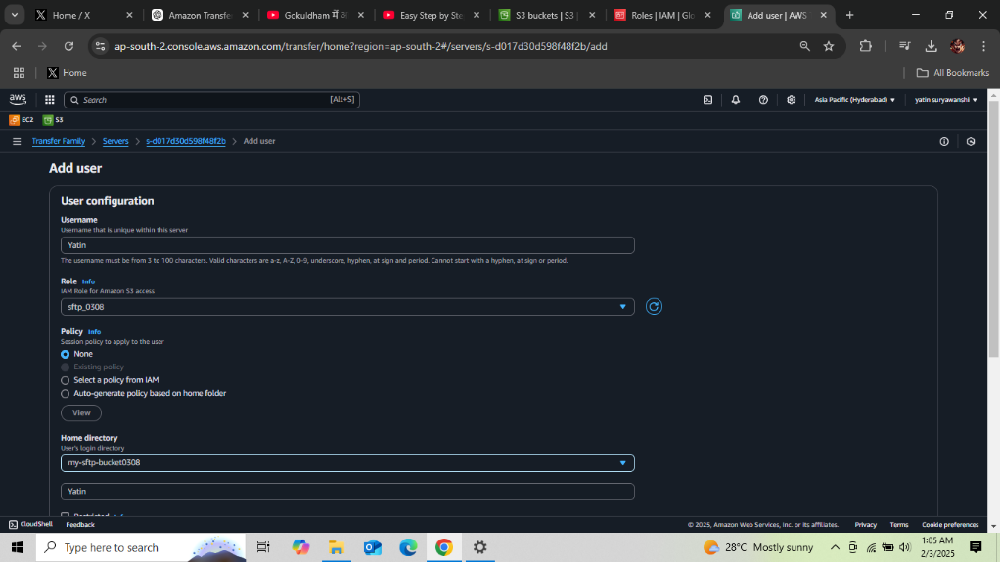 Home / X
Amazon Transfe
Gokuldham में
Easy Step by Ste
S3 buckets | S3 |
Roles | IAM | Glo
Add user | AWS
ap-south-2.console.aws.amazon.com/transfer/home?region=ap-south-2#/servers/s-d017d30d598f48f2b/add
Home
All Bookmarks
aws
Search
[Alt+S]
Asia Pacific (Hyderabad)
yatin suryawanshi
EC2
S3
Transfer Family
Servers
s-d017d30d598f48f2b
Add user
Add user
User configuration
Username
Username that is unique within this server
Yatin
The username must be from 3 to 100 characters. Valid characters are a-z, A-Z, 0-9, underscore, hyphen, at sign and period. Cannot start with a hyphen, at sign or period.
Role Info
IAM Role for Amazon S3 access
sftp_0308
Policy Info
Session policy to apply to the user
None
Existing policy
Select a policy from IAM
Auto-generate policy based on home folder
View
Home directory
User's login directory
my-sftp-bucket0308
Yatin
CloudShell
Feedback
© 2025, Amazon Web Services, Inc. or its affiliates.
Privacy
Terms
Cookie preferences
Type here to search
28°C Mostly sunny
1:05 AM
2/3/2025